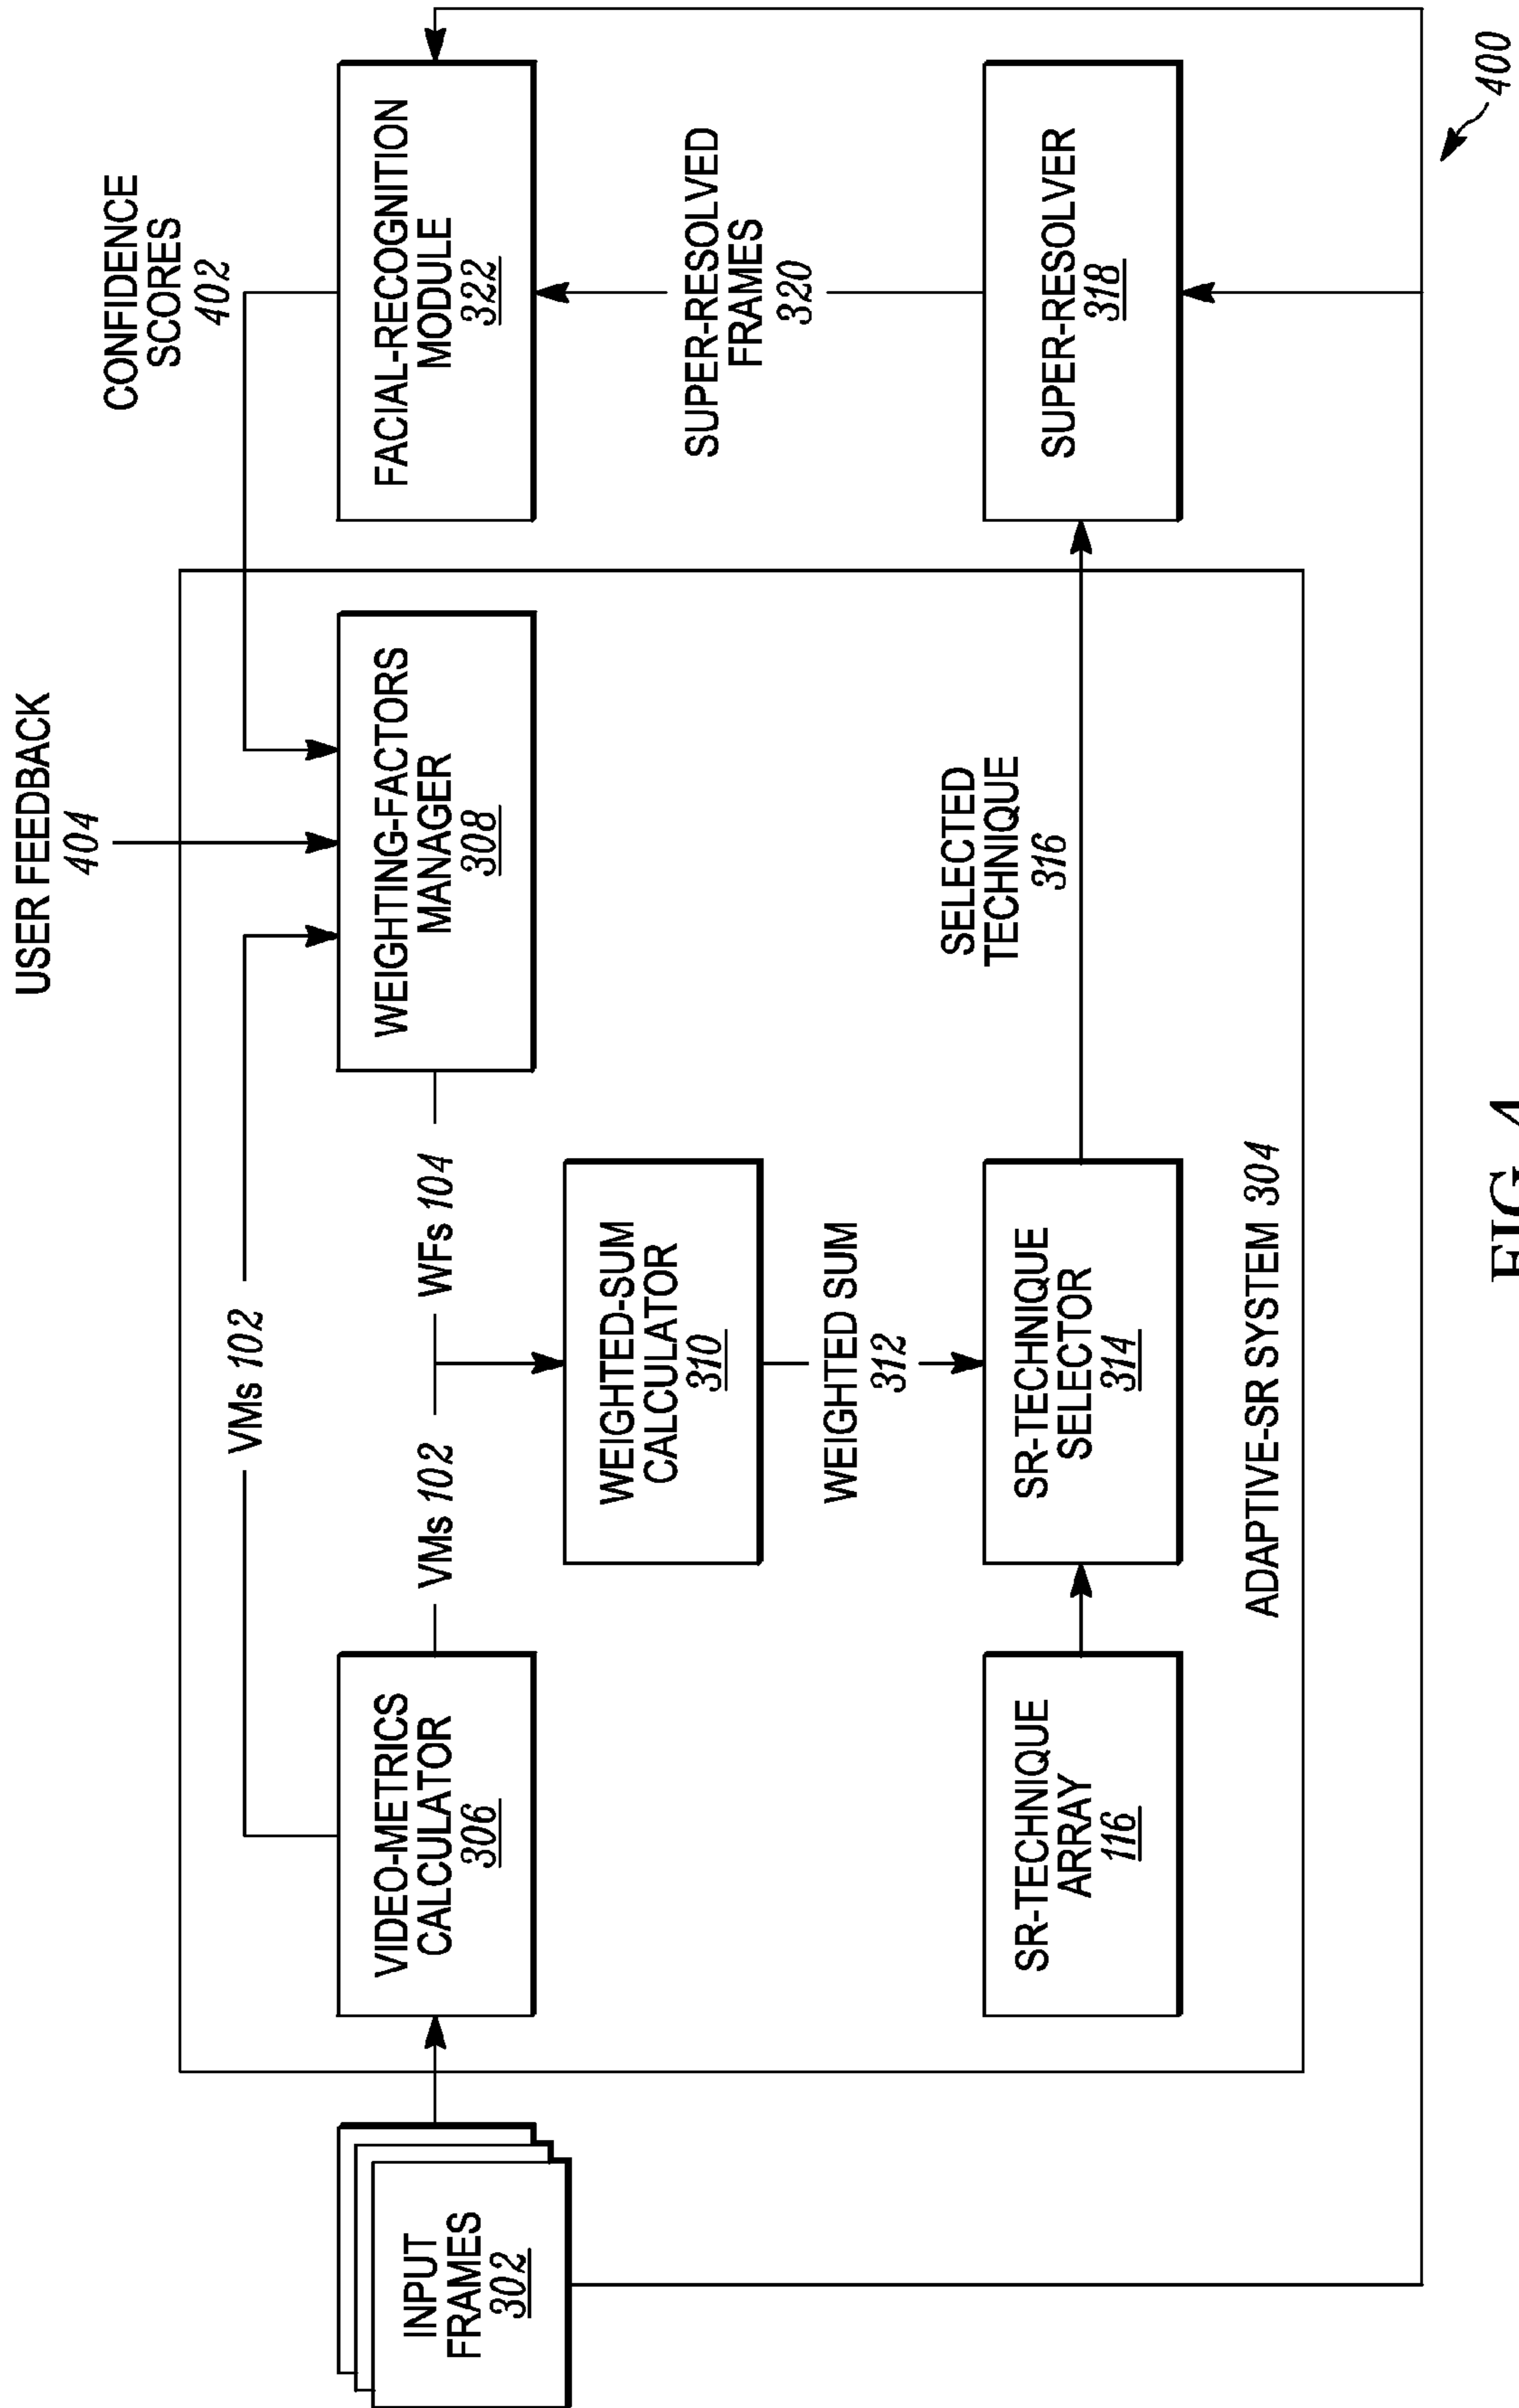 USER FEEDBACK
404
CONFIDENCE
SCORES
402
VMs 102
INPUT
FRAMES
302
VIDEO-METRICS
CALCULATOR
306
VMs 102
WFs 104
WEIGHTING-FACTORS
MANAGER
308
FACIAL-RECOGNITION
MODULE
322
WEIGHTED-SUM
CALCULATOR
310
SUPER-RESOLVED
FRAMES
320
WEIGHTED SUM
312
SELECTED
TECHNIQUE
316
SR-TECHNIQUE
ARRAY
116
SR-TECHNIQUE
SELECTOR
314
SUPER-RESOLVER
318
ADAPTIVE-SR SYSTEM 304
400
FIG. 4